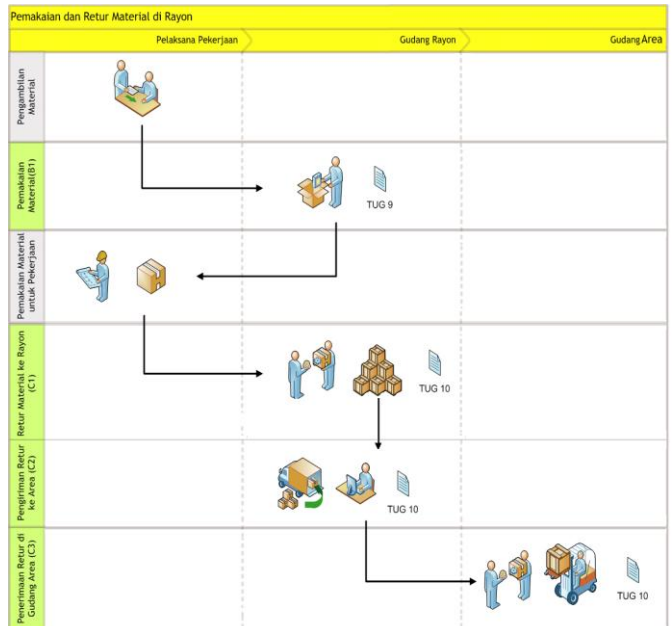 Pemakaian dan Retur Material di Rayon
Pelaksana Pekerjaan
Gudang Rayon
Gudang Area
Pengambilan
Material
Pemakaian
Material(B1)
TUG 9
Pemakaian Material
untuk Pekerjaan
Retur Material ke Rayon
(C1)
TUG 10
Pengiriman Retur
ke Area (C2)
TUG 10
Penerimaan Retur di
Gudang Area (C3)
TUG 10